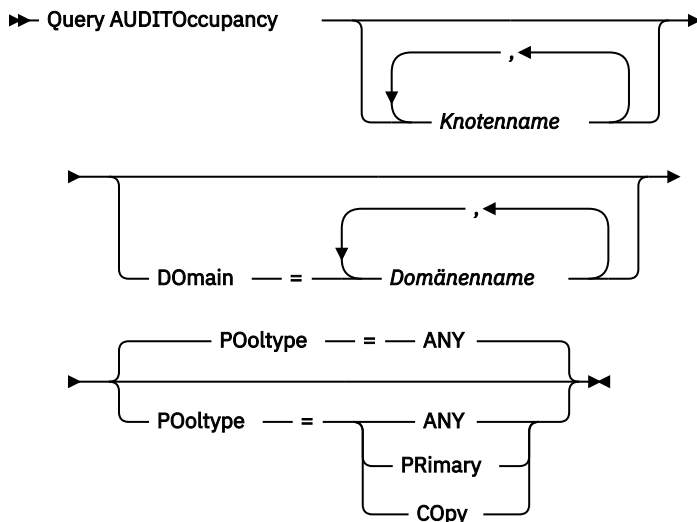 Query AUDITOccupancy
,
Knotenname
,
DOmain = Domänenname
POoltype = ANY
POoltype = ANY
PRimary
COpy